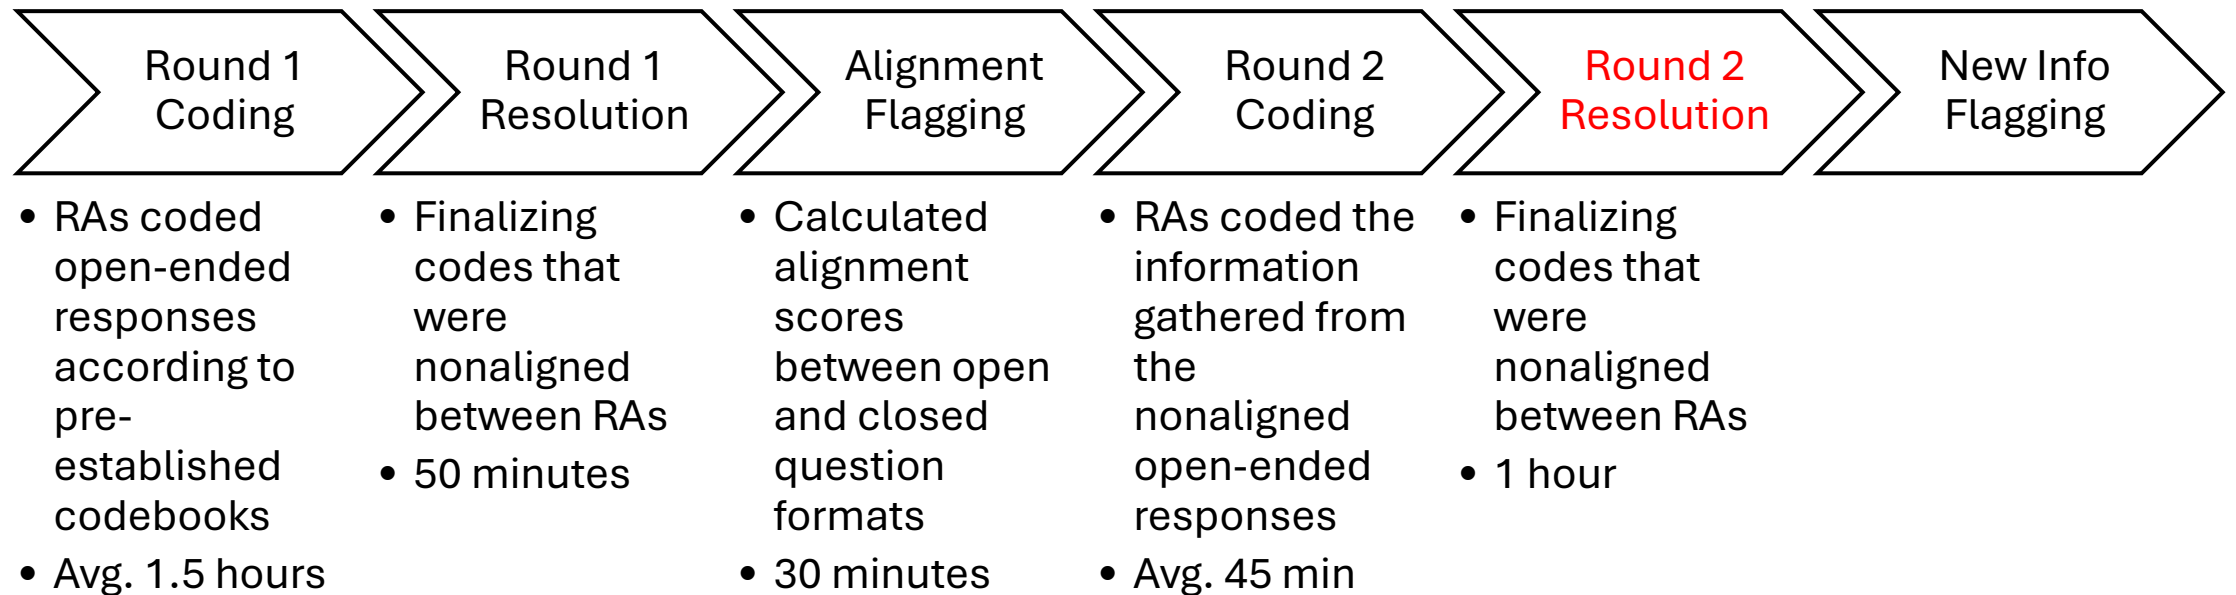 Round 1
Coding
Round 1
Resolution
Alignment
Flagging
Round 2
Coding
Round 2
Resolution
New Info
Flagging
• RAs coded
open-ended
responses
according to
pre-
established
codebooks
• Avg. 1.5 hours
• Finalizing
codes that
were
nonaligned
between RAs
• 50 minutes
• Calculated
alignment
scores
between open
and closed
question
formats
• 30 minutes
• RAs coded the
information
gathered from
the
nonaligned
open-ended
responses
• Avg. 45 min
• Finalizing
codes that
were
nonaligned
between RAs
• 1 hour